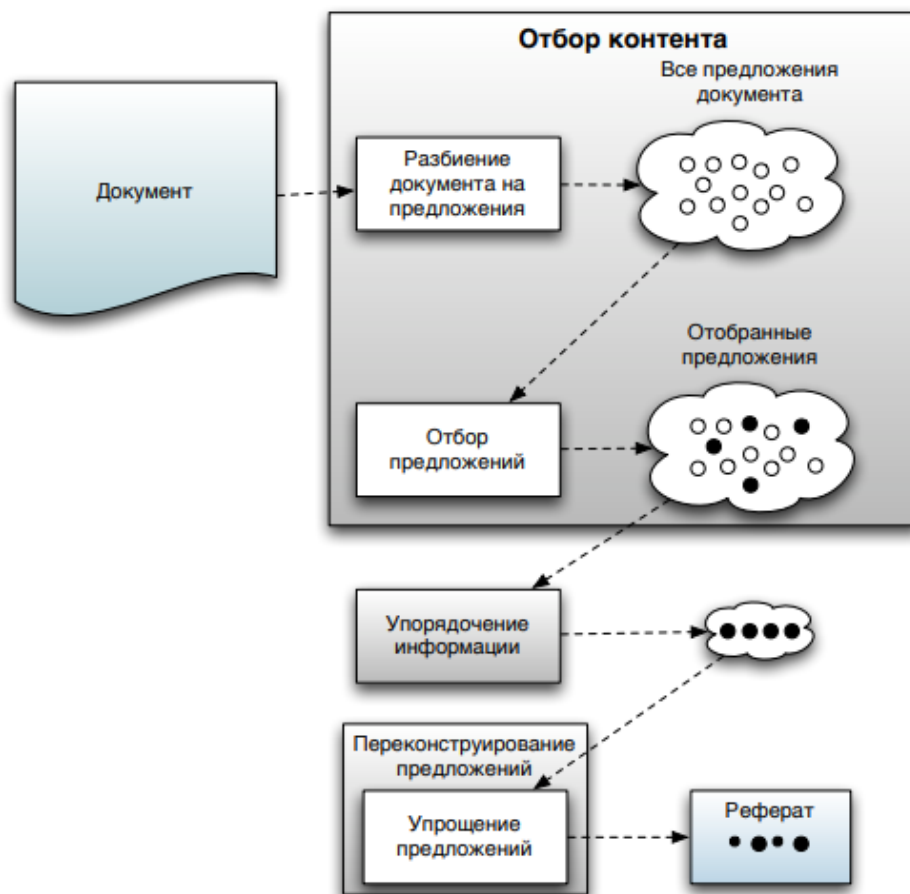 Отбор контента
Все предложения
документа
Документ
Разбиение
документа на
предложения
Отобранные
предложения
Отбор
предложений
Упорядочение
информации
Переконструирование
предложений
Упрощение
предложений
Реферат